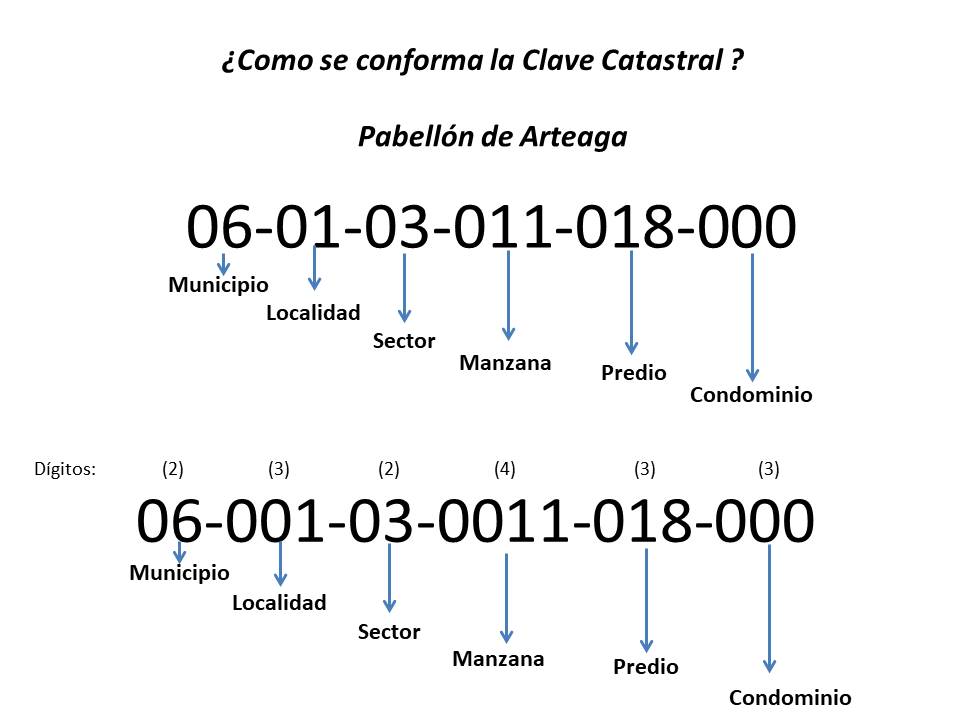 ¿Como se conforma la Clave Catastral ?
Pabellón de Arteaga
06-01-03-011-018-000
Municipio
Localidad
Sector
Manzana
Predio
Condominio
Dígitos: (2) (3) (2) (4) (3) (3)
06-001-03-0011-018-000
Municipio
Localidad
Sector
Manzana
Predio
Condominio